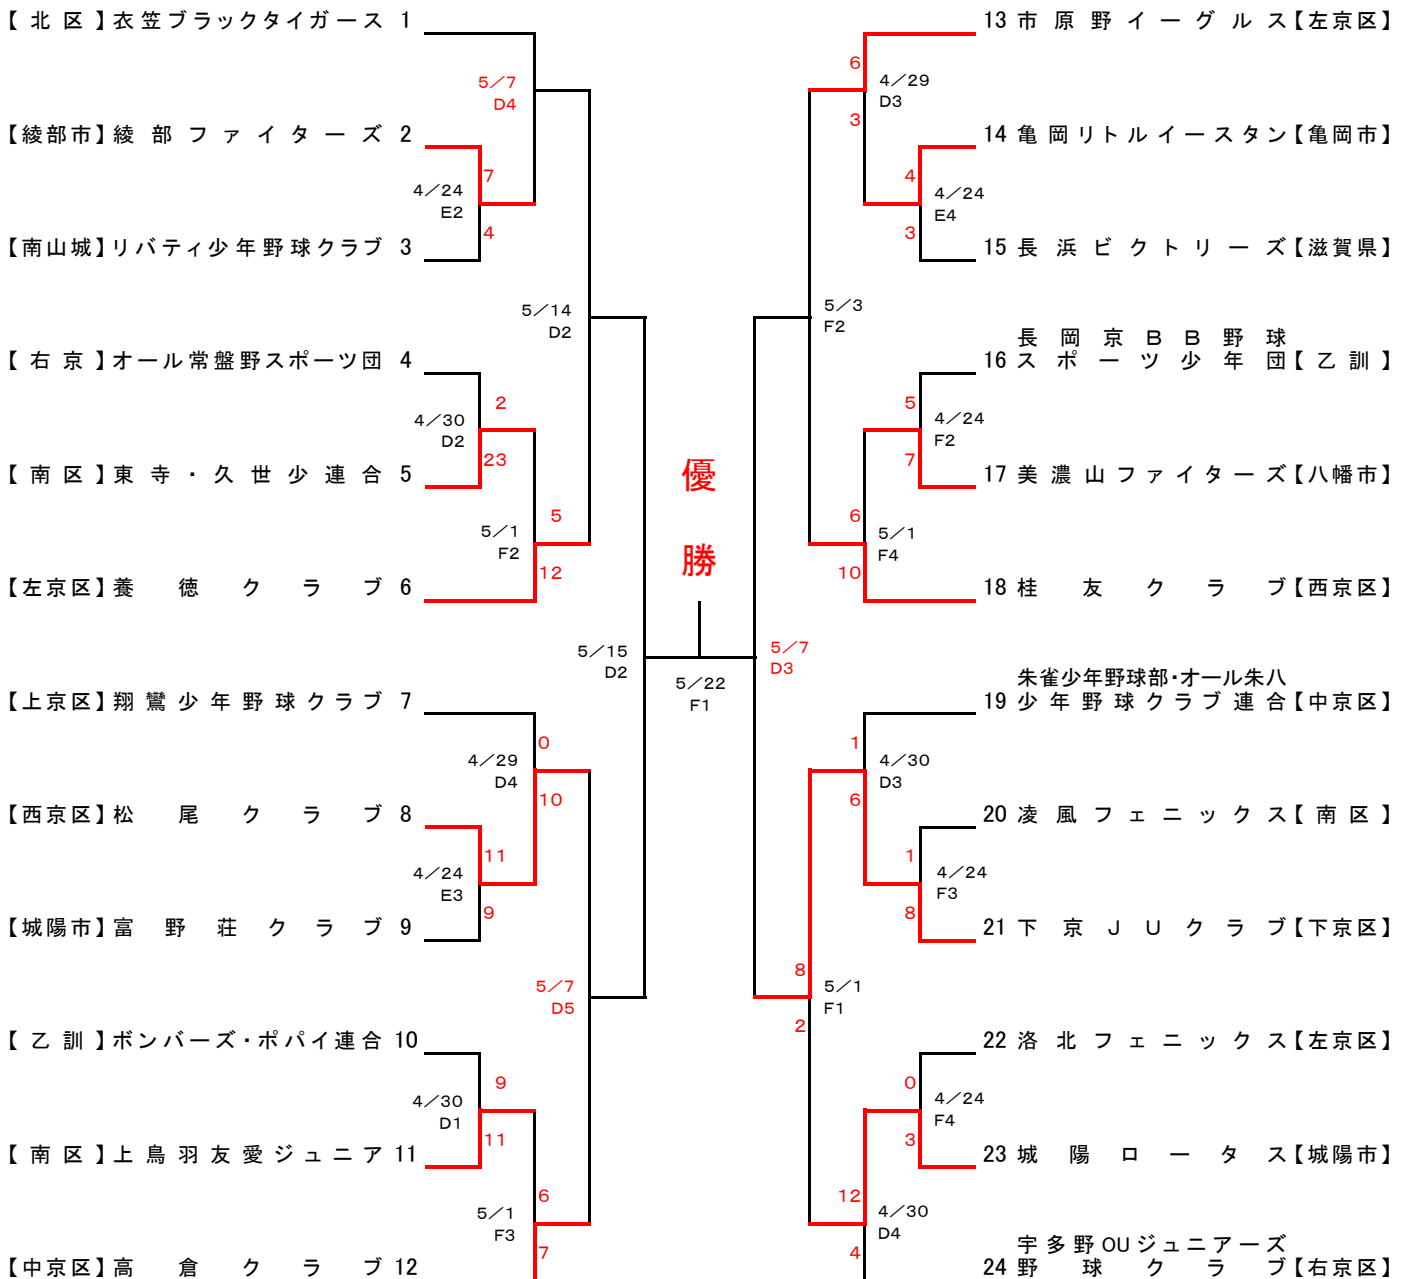 【 北 区 】衣笠ブラックタイガース 1
5／7
D4
【綾部市】綾 部 フ ァ イ タ ー ズ 2
7
4／24
E2
4
【南山城】リバティ少年野球クラブ 3
5／14
D2
【 右 京 】オール常盤野スポーツ団 4
2
4／30
D2
23
【 南 区 】東 寺 ・ 久 世 少 連 合 5
5
5／1
F2
12
【左京区】養 徳 ク ラ ブ 6
5／15
D2
【上京区】翔 鸞 少 年 野 球 ク ラ ブ 7
0
4／29
D4
10
【西京区】松 尾 ク ラ ブ 8
11
4／24
E3
9
【城陽市】富 野 荘 ク ラ ブ 9
5／7
D5
【 乙 訓 】ボンバーズ・ポパイ連合 10
9
4／30
D1
11
【 南 区 】上 鳥 羽 友 愛 ジ ュ ニ ア 11
6
5／1
F3
7
【中京区】高 倉 ク ラ ブ 12
優
勝
5／22
F1
13 市 原 野 イ ー グ ル ス【左京区】
6
4／29
D3
3
14 亀 岡 リ ト ル イ ー ス タ ン【亀岡市】
4
4／24
E4
3
15 長 浜 ビ ク ト リ ー ズ【滋賀県】
5／3
F2
長 岡 京 Ｂ Ｂ 野 球
16 ス ポ ー ツ 少 年 団【 乙 訓 】
5
4／24
F2
7
17 美 濃 山 フ ァ イ タ ー ズ【八幡市】
6
5／1
F4
10
18 桂 友 ク ラ ブ【西京区】
5／7
D3
朱雀少年野球部・オール朱八
19 少 年 野 球 ク ラ ブ 連 合【中京区】
1
4／30
D3
6
20 凌 風 フ ェ ニ ッ ク ス【 南 区 】
1
4／24
F3
8
21 下 京 Ｊ Ｕ ク ラ ブ【下京区】
8
5／1
F1
2
22 洛 北 フ ェ ニ ッ ク ス【左京区】
0
4／24
F4
3
23 城 陽 ロ ー タ ス【城陽市】
12
4／30
D4
4
宇 多 野 OU ジ ュ ニ ア ー ズ
24 野 球 ク ラ ブ【右京区】